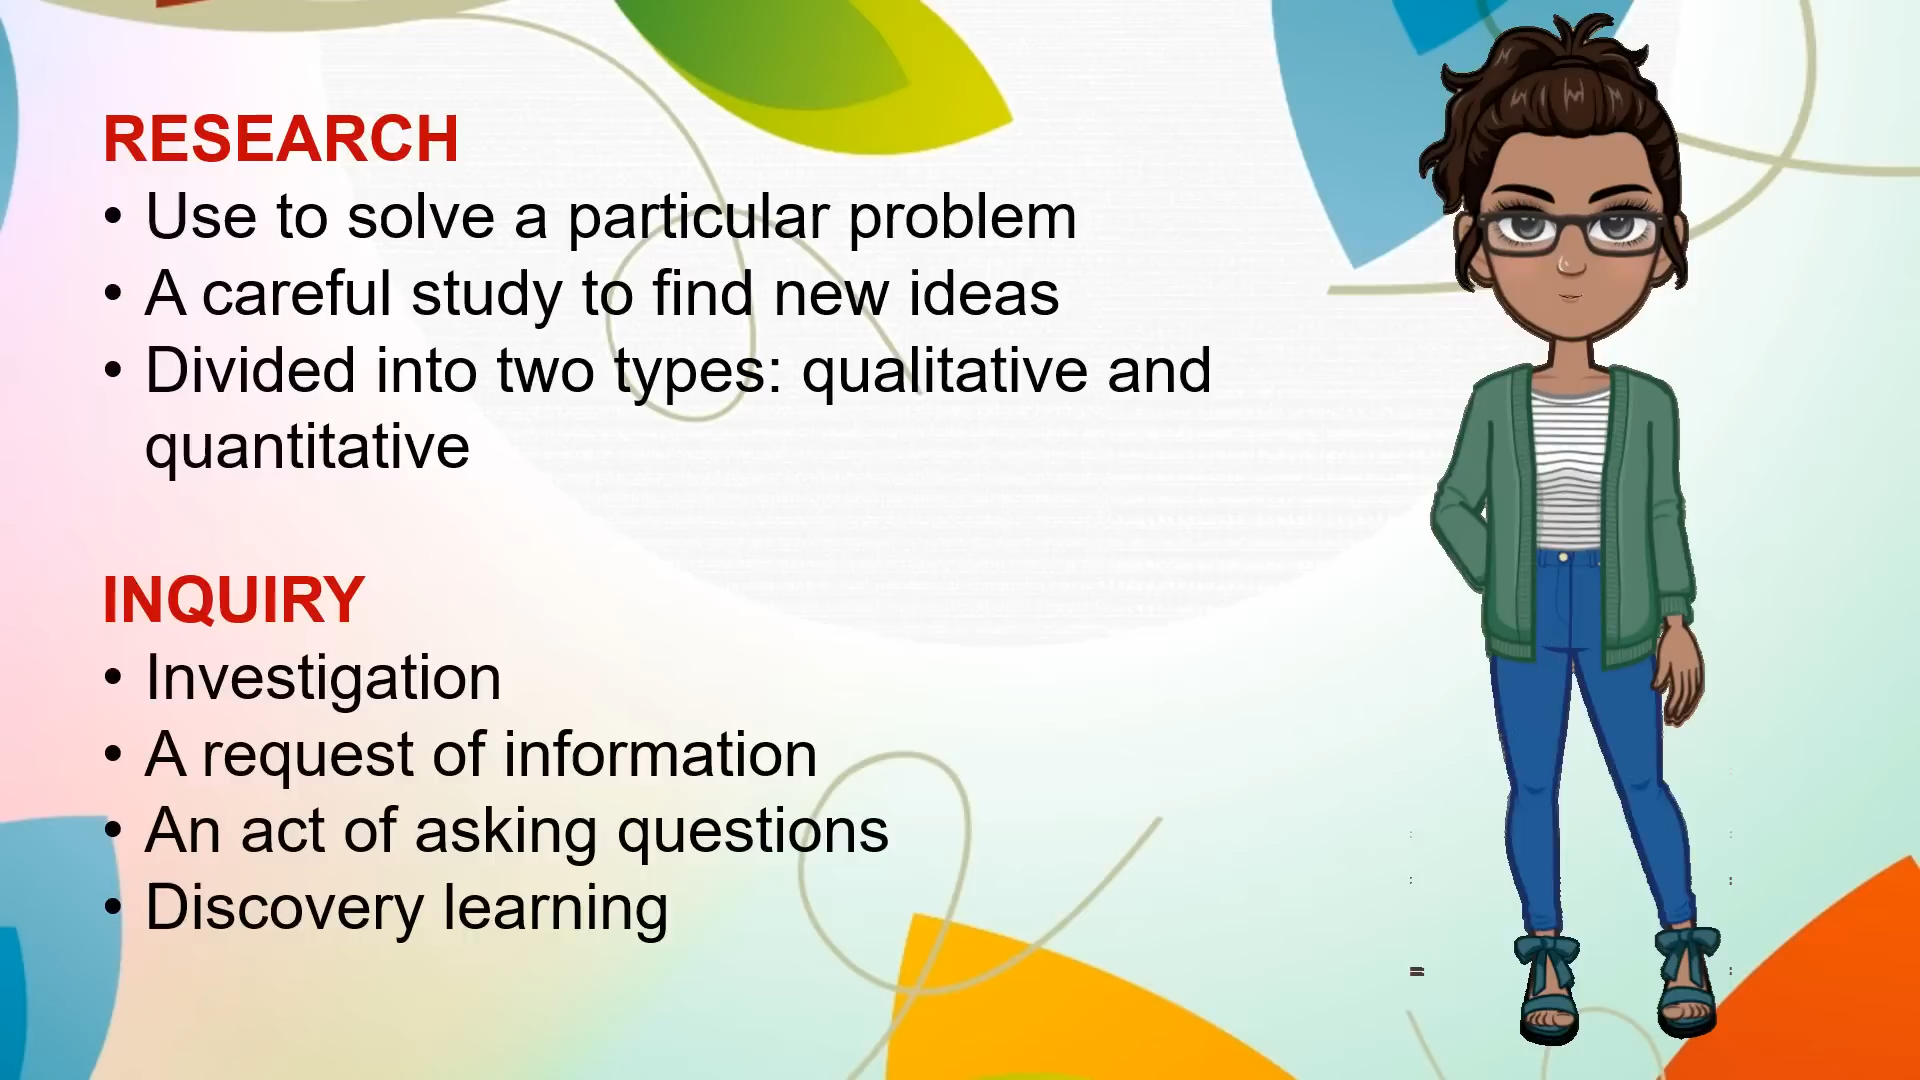 RESEARCH
• Use to solve a particular problem
• A careful study to find new ideas
• Divided into two types: qualitative and
quantitative
INQUIRY
• Investigation
• A request of information
• An act of asking questions
• Discovery learning